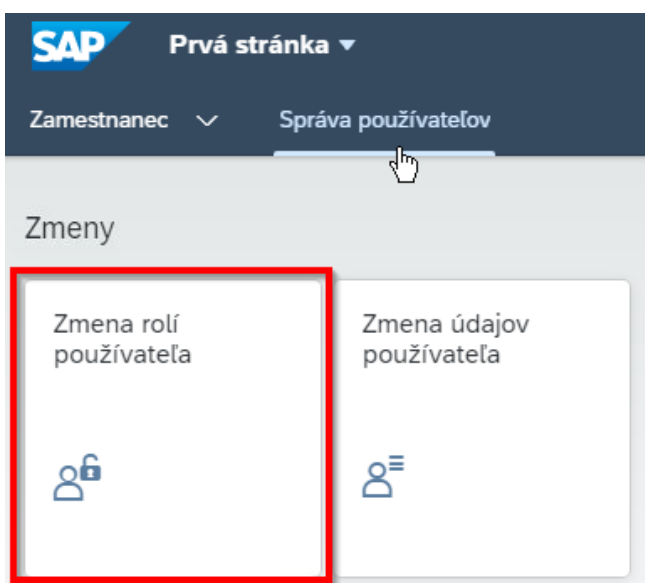 SAP Prvá stránka
Zamestnanec Správa používateľov
Zmeny
Zmena rolí
používateľa
Zmena údajov
používateľa